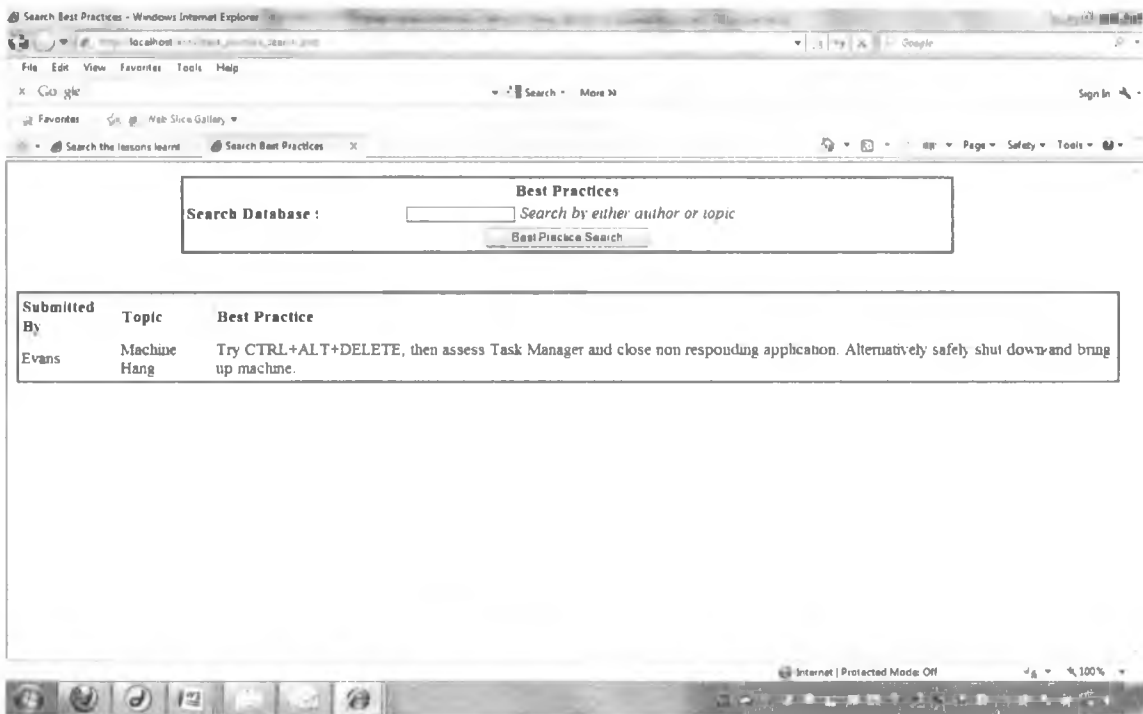 Search Best Practices - Windows Internet Explorer
localhost
Google
File Edit View Favorites Tools Help
x Google
Search More »
Sign In
Favorites Web Slice Gallery
Search the lessons learnt
Search Best Practices X
Page Safety Tools
Best Practices
Search Database :
Search by either author or topic
Best Practice Search
Submitted By
Topic
Best Practice
Evans
Machine Hang
Try CTRL+ALT+DELETE, then assess Task Manager and close non responding application. Alternatively safely shut down and bring
up machine.
Internet | Protected Mode: Off
100%